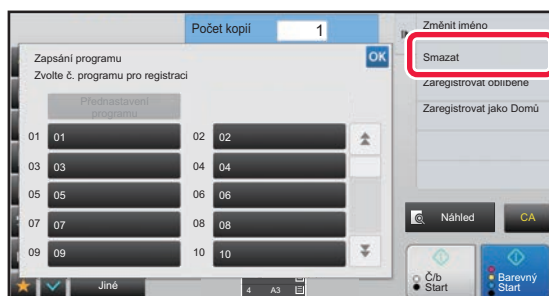 Počet kopií 1
Zapsání programu
OK
Zvolte č. programu pro registraci
Přednastavení
programu
01 01
02 02
03 03
04 04
05 05
06 06
07 07
08 08
09 09
10 10
Jiné
4 A3
Změnit iméno
Smazat
Zaregistrovat oblíbené
Zaregistrovat jako Domů
Náhled
CA
Č/b
Start
Barevný
Start